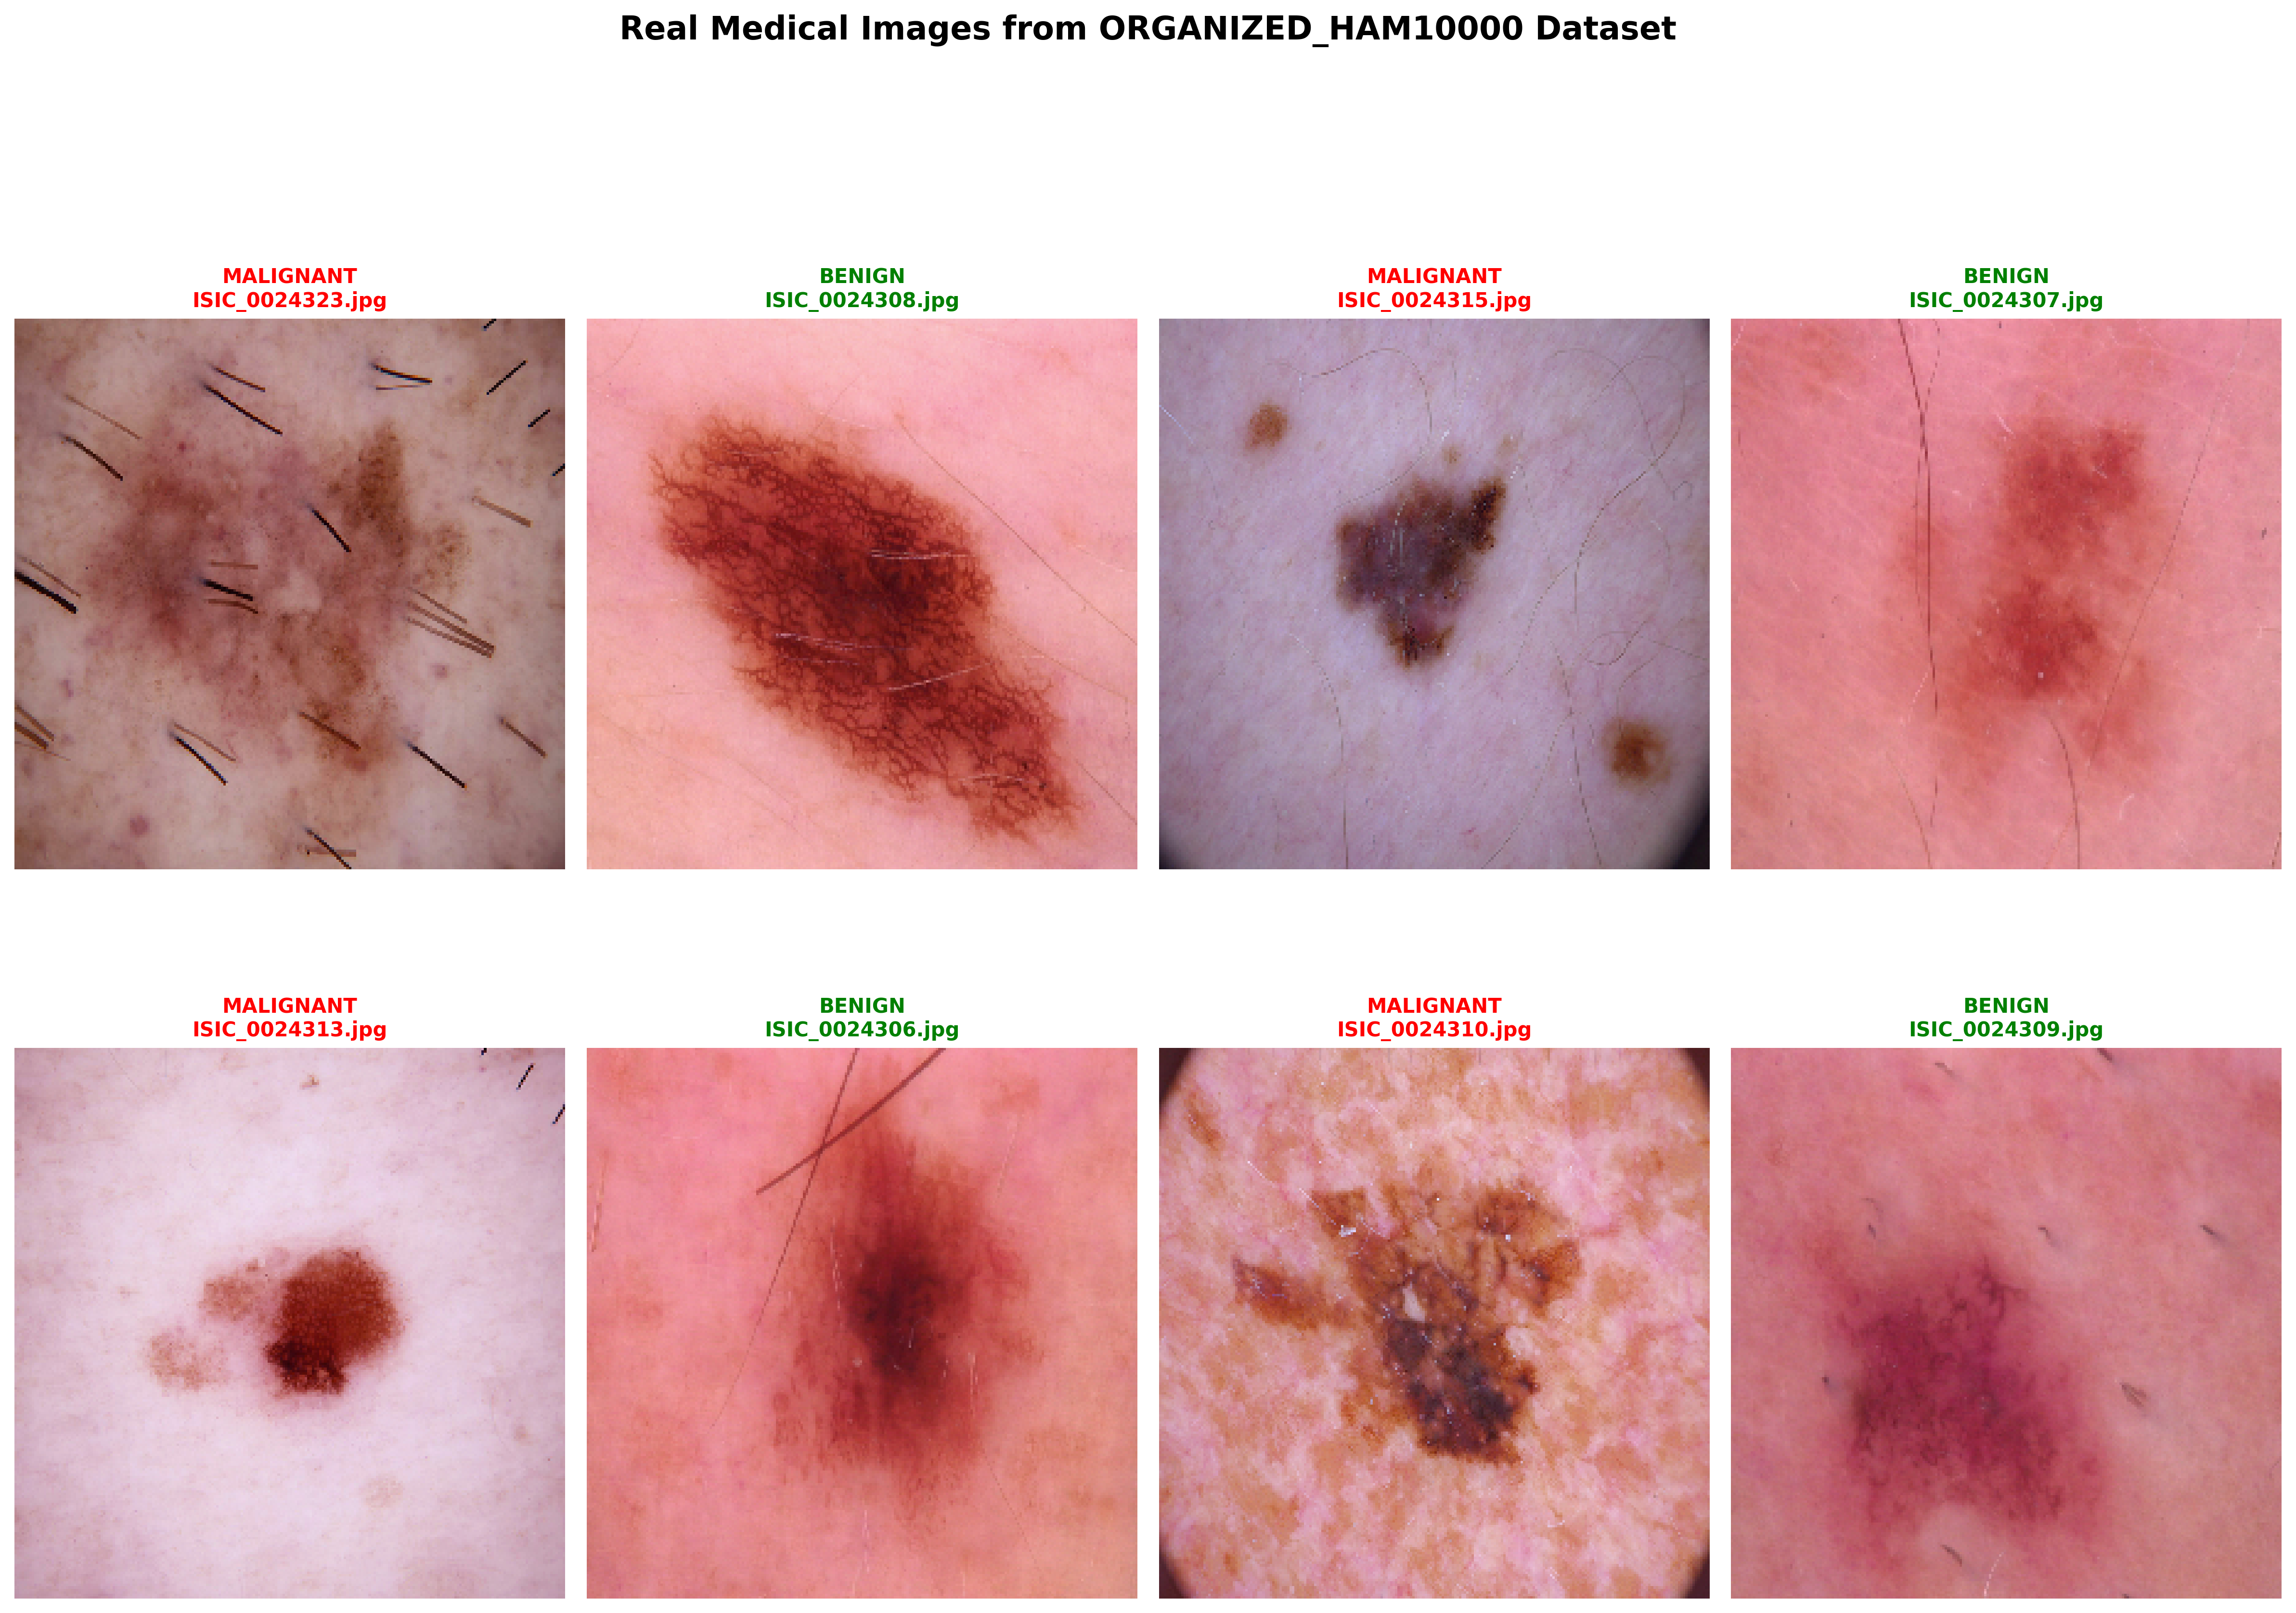 Real Medical Images from ORGANIZED_HAM10000 Dataset
MALIGNANT
ISIC_0024323.jpg
BENIGN
ISIC_0024308.jpg
MALIGNANT
ISIC_0024315.jpg
BENIGN
ISIC_0024307.jpg
MALIGNANT
ISIC_0024313.jpg
BENIGN
ISIC_0024306.jpg
MALIGNANT
ISIC_0024310.jpg
BENIGN
ISIC_0024309.jpg